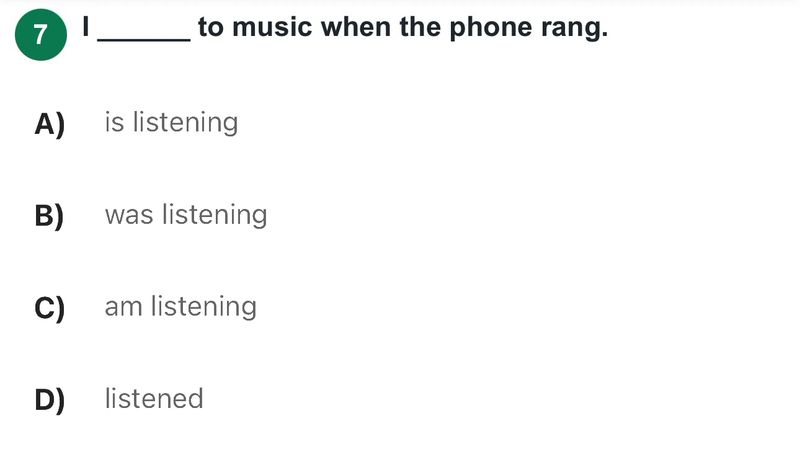 7 I ______ to music when the phone rang.
A) is listening
B) was listening
C) am listening
D) listened